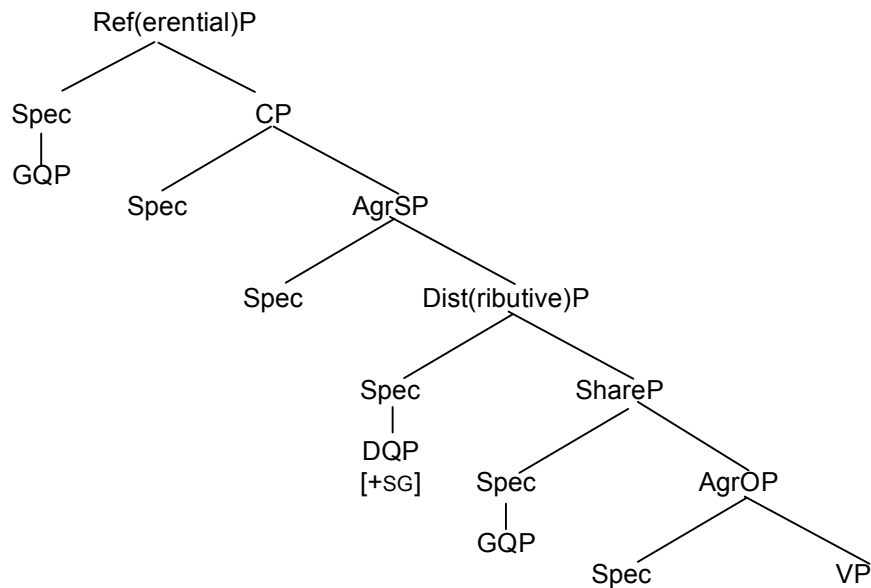 Ref(erential)P
Spec CP
GQP
Spec AgrSP
Spec Dist(ributive)P
Spec ShareP
DQP
[+SG] Spec AgrOP
GQP
Spec VP